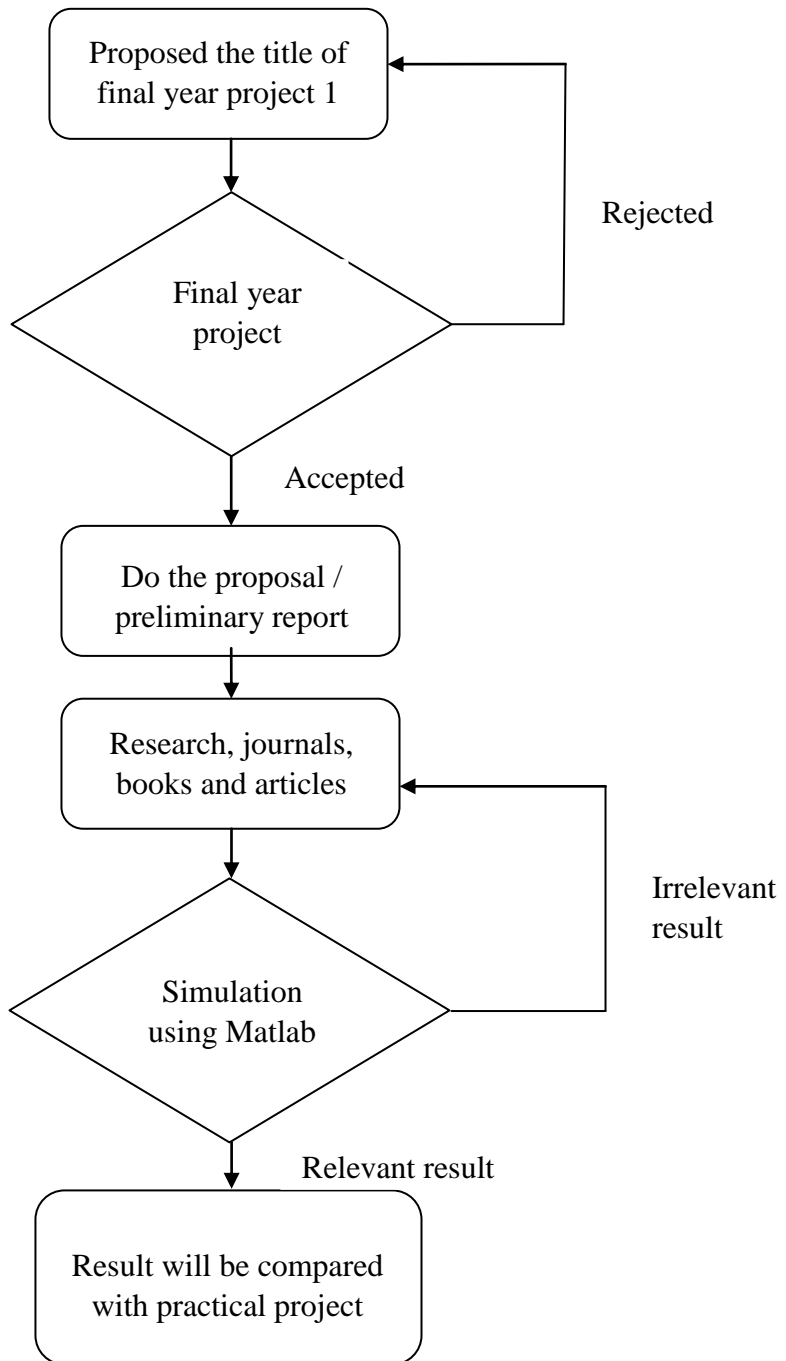 Proposed the title of
final year project 1
Rejected
Final year
project
Accepted
Do the proposal /
preliminary report
Research, journals,
books and articles
Irrelevant
result
Simulation
using Matlab
Relevant result
Result will be compared
with practical project